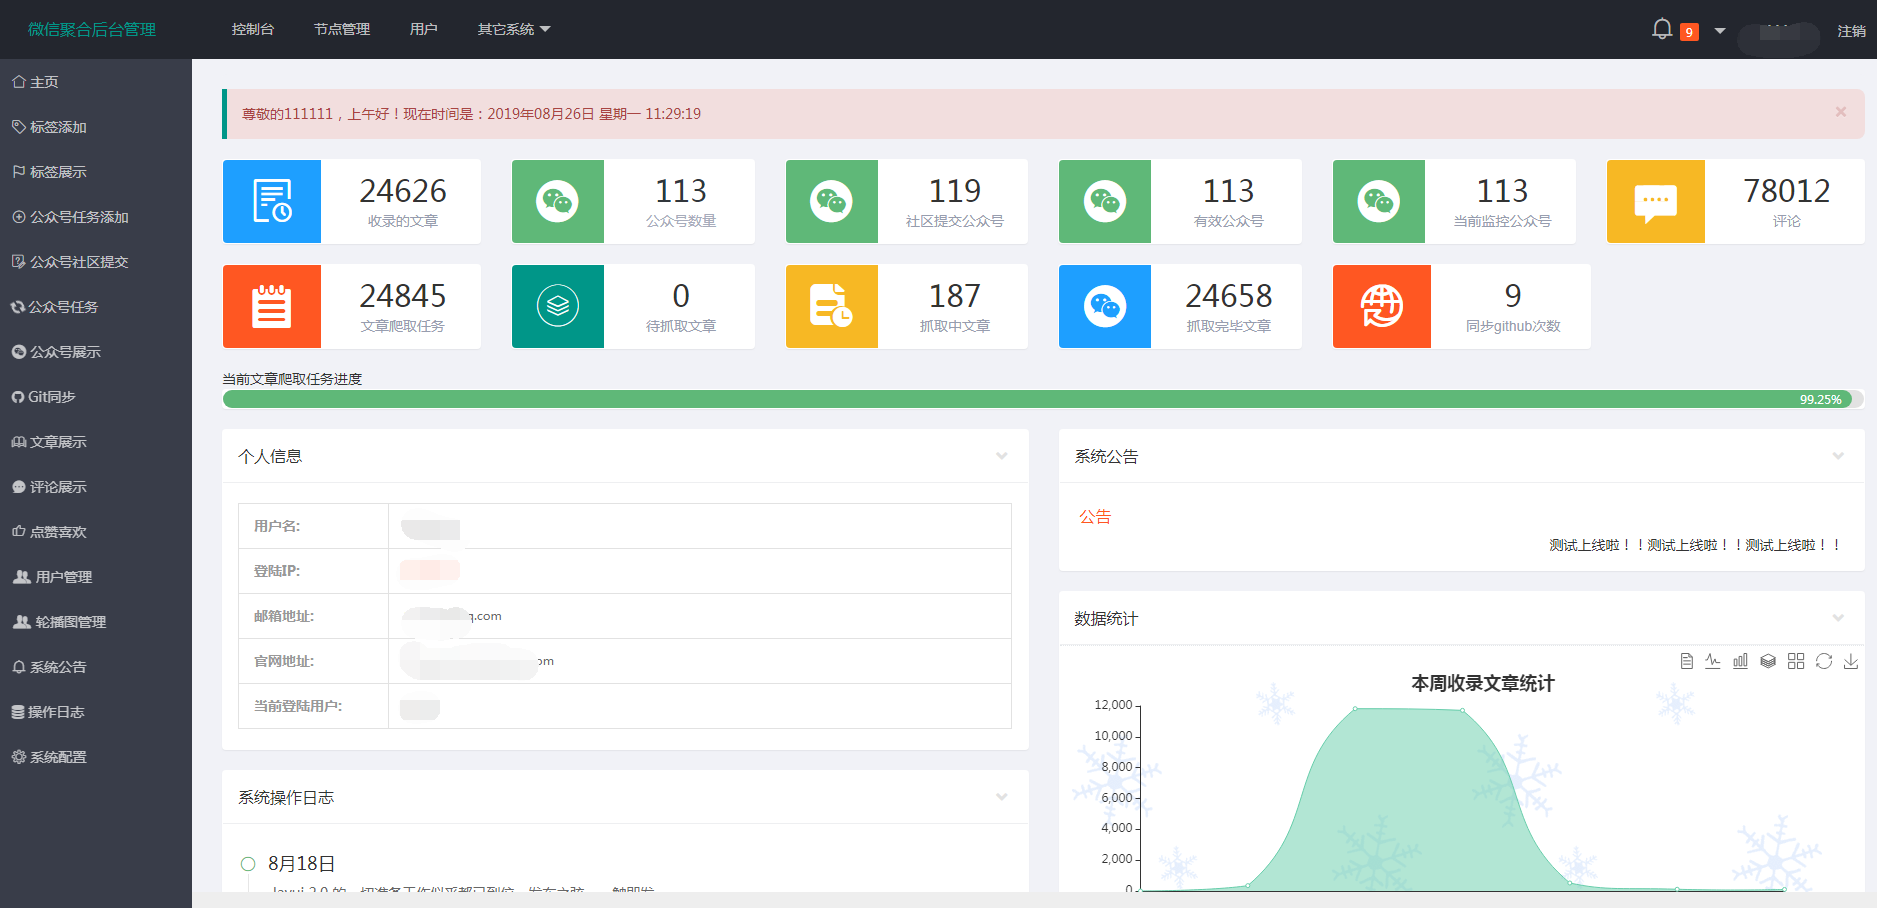 微信聚合后台管理
控制台
节点管理
用户
其它系统
9
注销
主页
标签添加
标签展示
公众号任务添加
公众号社区提交
公众号任务
公众号展示
Git同步
文章展示
评论展示
点赞喜欢
用户管理
轮播图管理
系统公告
操作日志
系统配置
尊敬的111111，上午好！现在时间是：2019年08月26日 星期一 11:29:19
24626
收录的文章
113
公众号数量
119
社区提交公众号
113
有效公众号
113
当前监控公众号
78012
评论
24845
文章爬取任务
0
待抓取文章
187
抓取中文章
24658
抓取完毕文章
9
同步github次数
当前文章爬取任务进度
99.25%
个人信息
用户名:
登陆IP:
邮箱地址:
q.com
官网地址:
om
当前登陆用户:
系统操作日志
8月18日
系统公告
公告
测试上线啦！！测试上线啦！！测试上线啦！！
数据统计
本周收录文章统计
12,000
10,000
8,000
6,000
4,000
2,000
0